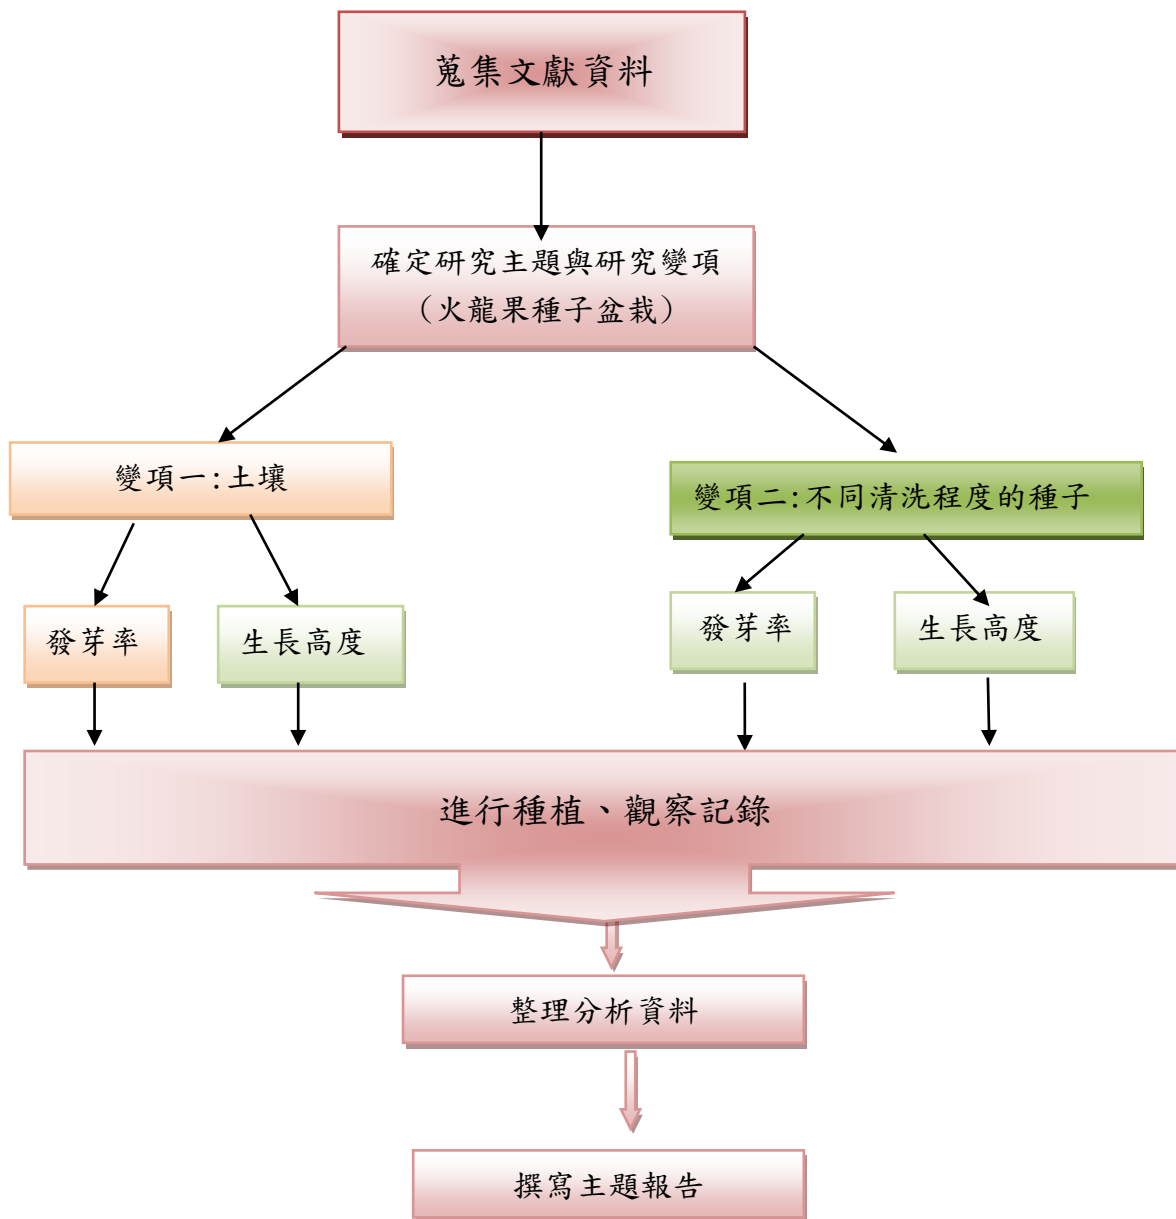 蒐集文獻資料
確定研究主題與研究變項
（火龍果種子盆栽）
變項一:土壤
變項二:不同清洗程度的種子
發芽率
生長高度
發芽率
生長高度
進行種植、觀察記錄
整理分析資料
撰寫主題報告